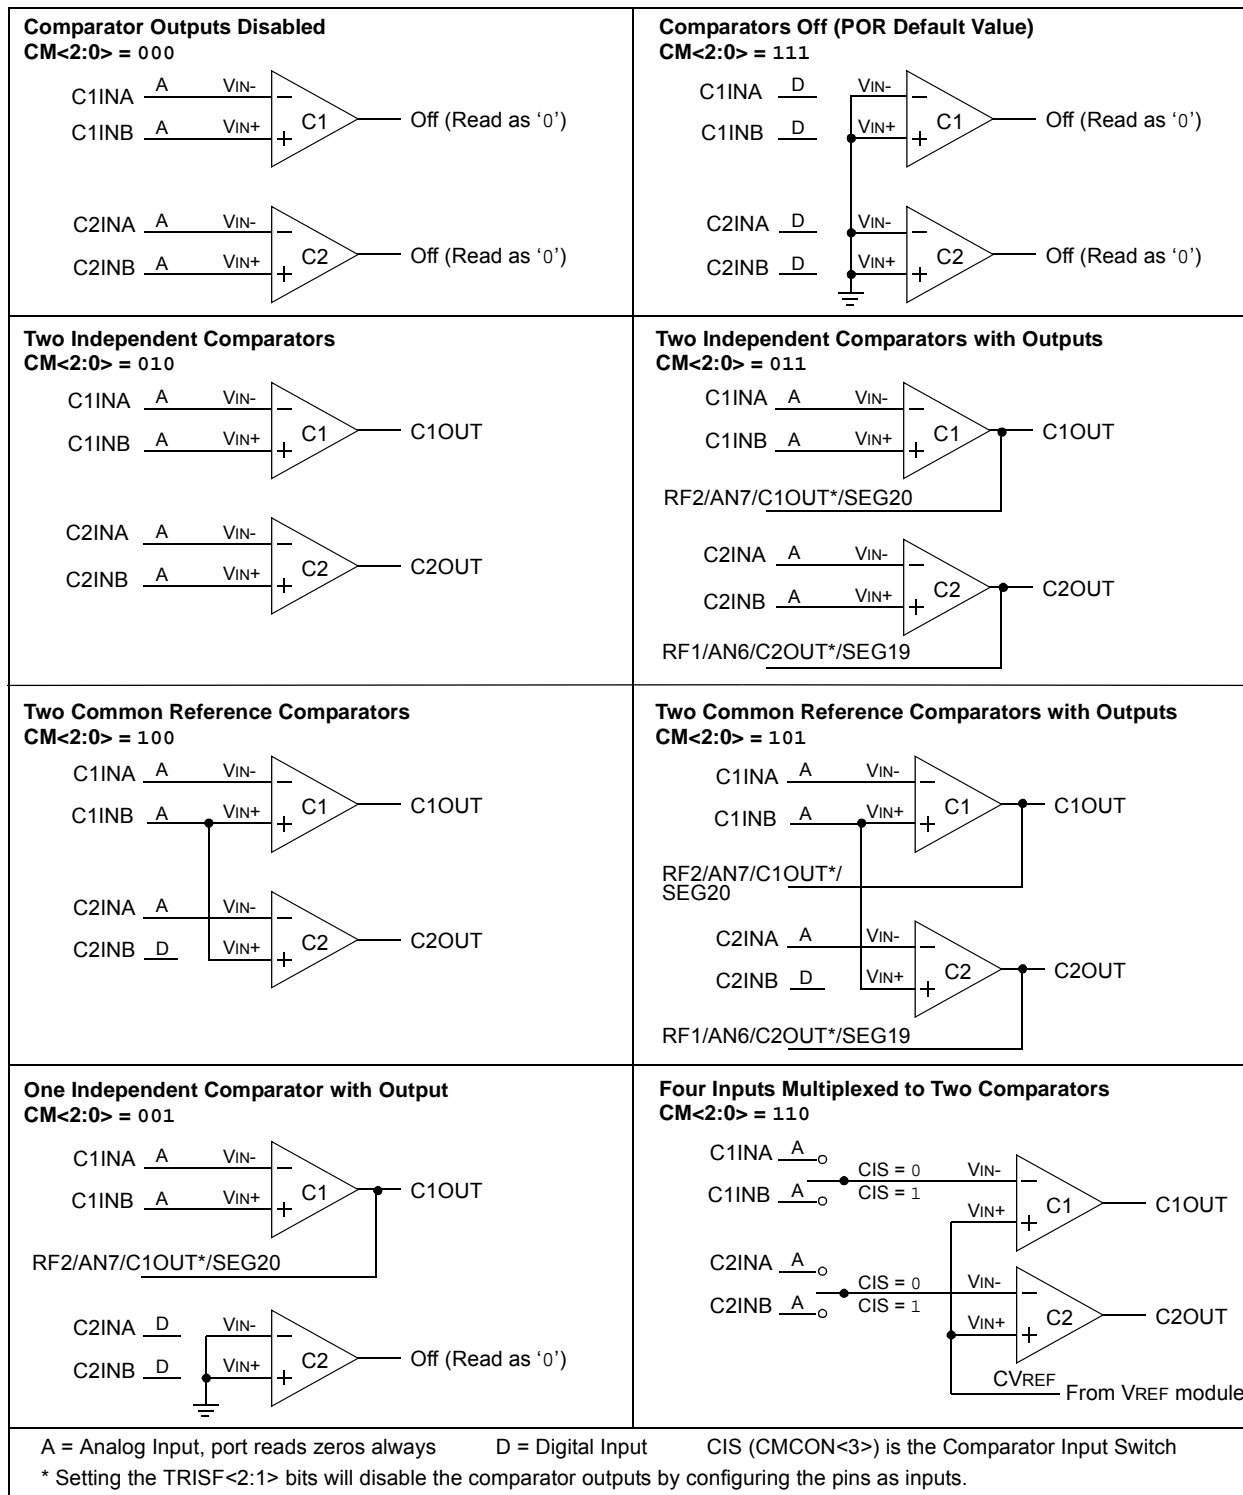 Comparator Outputs Disabled
CM<2:0> = 000
C1INA A VIN-
C1INB A VIN+
C1 Off (Read as ‘0’)
C2INA A VIN-
C2INB A VIN+
C2 Off (Read as ‘0’)
Comparators Off (POR Default Value)
CM<2:0> = 111
C1INA D VIN-
C1INB D VIN+
C1 Off (Read as ‘0’)
C2INA D VIN-
C2INB D VIN+
C2 Off (Read as ‘0’)
Two Independent Comparators
CM<2:0> = 010
C1INA A VIN-
C1INB A VIN+
C1 C1OUT
C2INA A VIN-
C2INB A VIN+
C2 C2OUT
Two Independent Comparators with Outputs
CM<2:0> = 011
C1INA A VIN-
C1INB A VIN+
C1 C1OUT
RF2/AN7/C1OUT*/SEG20
C2INA A VIN-
C2INB A VIN+
C2 C2OUT
RF1/AN6/C2OUT*/SEG19
Two Common Reference Comparators
CM<2:0> = 100
C1INA A VIN-
C1INB A VIN+
C1 C1OUT
C2INA A VIN-
C2INB D VIN+
C2 C2OUT
Two Common Reference Comparators with Outputs
CM<2:0> = 101
C1INA A VIN-
C1INB A VIN+
C1 C1OUT
RF2/AN7/C1OUT*/
SEG20
C2INA A VIN-
C2INB D VIN+
C2 C2OUT
RF1/AN6/C2OUT*/SEG19
One Independent Comparator with Output
CM<2:0> = 001
C1INA A VIN-
C1INB A VIN+
C1 C1OUT
RF2/AN7/C1OUT*/SEG20
C2INA D VIN-
C2INB D VIN+
C2 Off (Read as ‘0’)
Four Inputs Multiplexed to Two Comparators
CM<2:0> = 110
C1INA A
CIS = 0 VIN-
C1INB A CIS = 1
VIN+ C1 C1OUT
C2INA A
CIS = 0 VIN-
C2INB A CIS = 1
VIN+ C2 C2OUT
CVREF
From VREF module
A = Analog Input, port reads zeros always D = Digital Input CIS (CMCON<3>) is the Comparator Input Switch
* Setting the TRISF<2:1> bits will disable the comparator outputs by configuring the pins as inputs.